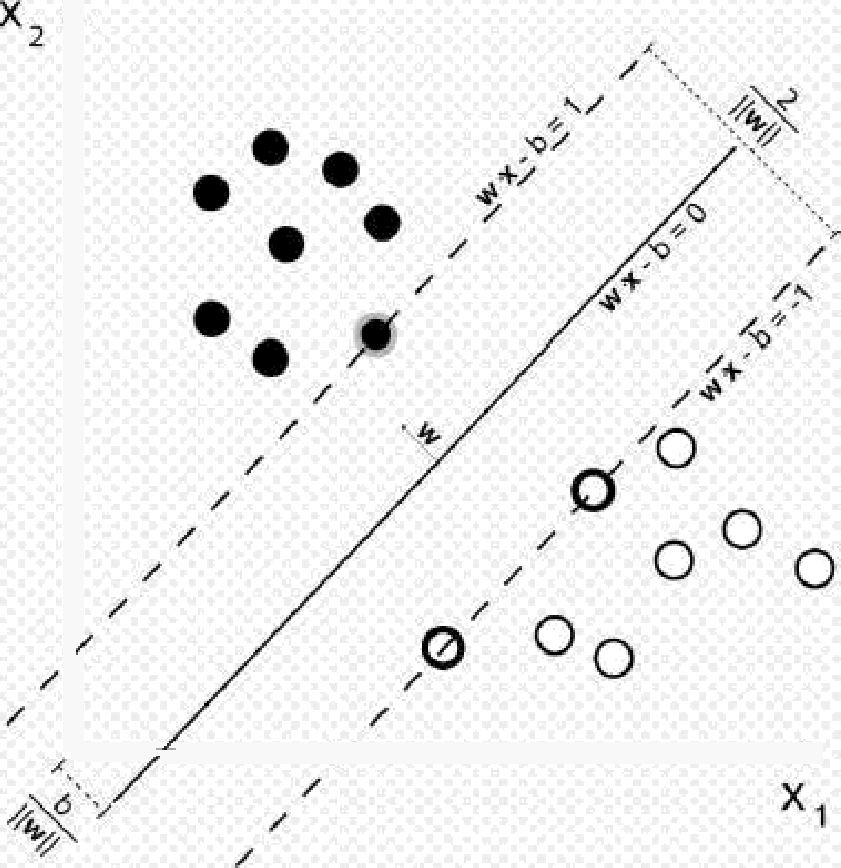 X2
w x - b = 1
2
||w||
w x - b = 0
w x - b = -1
w
b
||w||
X1